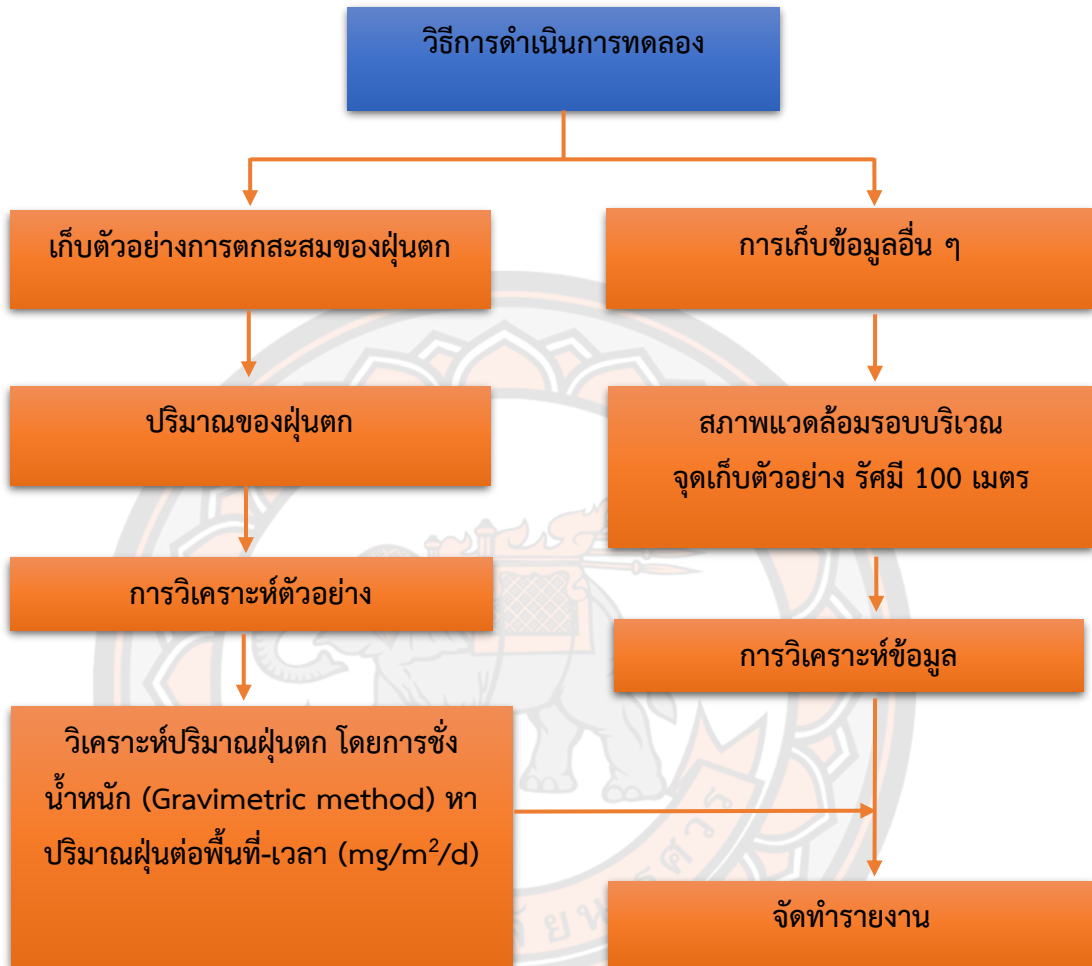 วิธีการดำเนินการทดลอง
เก็บตัวอย่างการตกสะสมของฝุ่นตก
การเก็บข้อมูลอื่น ๆ
ปริมาณของฝุ่นตก
สภาพแวดล้อมรอบบริเวณ
จุดเก็บตัวอย่าง รัศมี 100 เมตร
การวิเคราะห์ตัวอย่าง
การวิเคราะห์ข้อมูล
วิเคราะห์ปริมาณฝุ่นตก โดยการชั่ง
น้ำหนัก (Gravimetric method) หา
ปริมาณฝุ่นต่อพื้นที่-เวลา (mg/m²/d)
จัดทำรายงาน